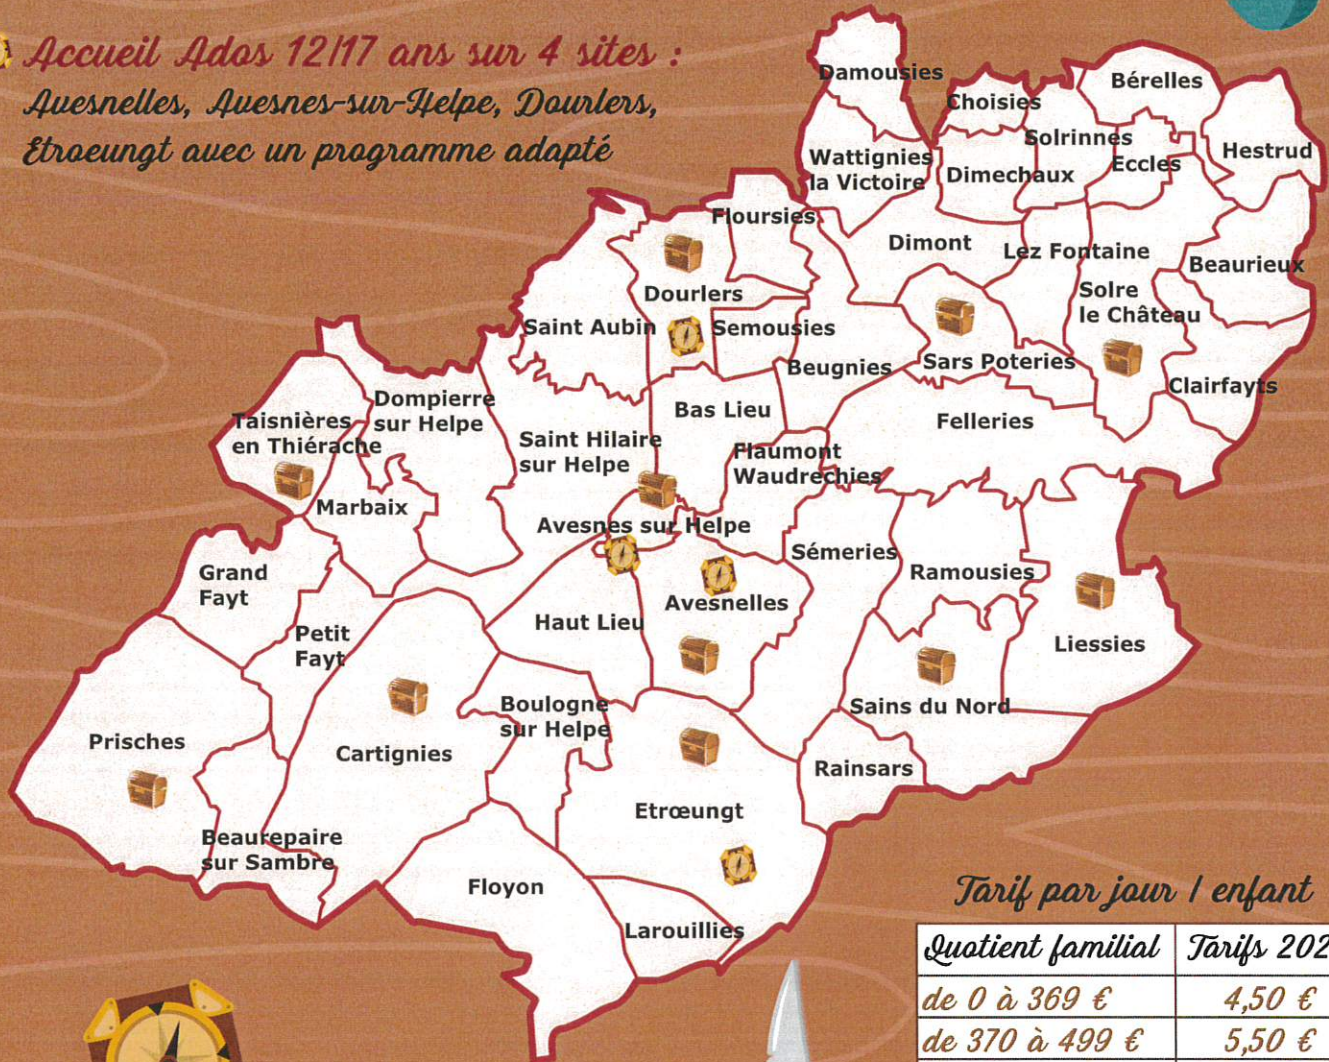 Accueil Ados 12/17 ans sur 4 sites :
Avesnelles, Avesnes-sur-Helpe, Dourlers,
Etroeungt avec un programme adapté
Damousies
Choisies
Bérelles
Solrinnes
Eccles
Hestrud
Wattignies
la Victoire
Dimechaux
Floursies
Dimont
Lez Fontaine
Beaurieux
Dourlers
Solre
le Château
Saint Aubin
Semousies
Beugnies
Sars Poteries
Clairfayts
Taisnières
en Thiérache
Dompierre
sur Helpe
Bas Lieu
Felleries
Saint Hilaire
sur Helpe
Flaumont
Waudrechies
Marbaix
Avesnes sur Helpe
Sémeries
Ramousies
Grand
Fayt
Haut Lieu
Avesnelles
Liessies
Petit
Fayt
Boulogne
sur Helpe
Sains du Nord
Prisches
Cartignies
Rainsars
Etrœungt
Beaurepaire
sur Sambre
Floyon
Larouillies
Tarif par jour / enfant
Quotient familial Tarifs 202
de 0 à 369 € 4,50 €
de 370 à 499 € 5,50 €